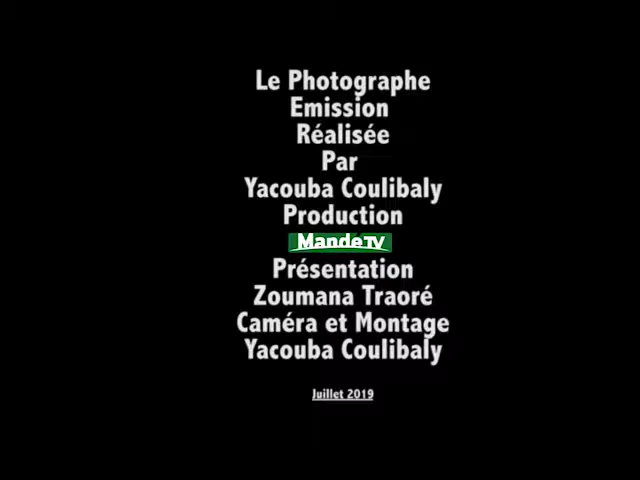 Le Photographe
Emission
Réalisée
Par
Yacouba Coulibaly
Production
MandeTV
Présentation
Zoumana Traoré
Caméra et Montage
Yacouba Coulibaly
Juillet 2019